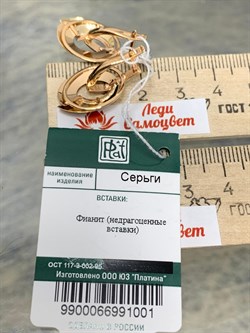 ГОСТ
Леди
Самоцвет
Plat
наименование
изделия
Серьги
ВСТАВКИ:
Фианит (недрагоценные
вставки)
ОСТ 117-3-002-95
Изготовлено ООО ЮЗ "Платина"
9900066991001
СДЕЛАНО В РОССИИ